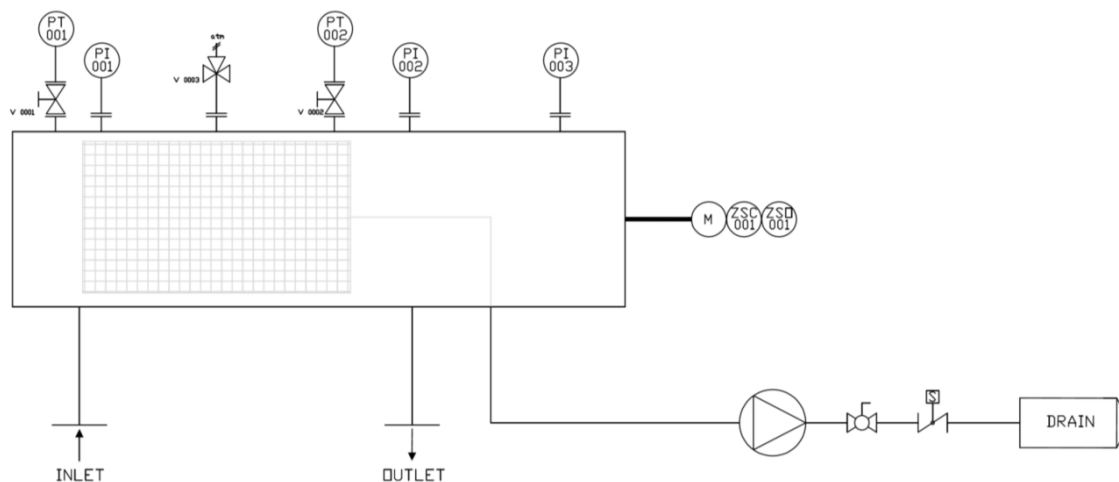 PT
001
PI
001
atm
V 0003
PT
002
PI
002
PI
003
V 0001
V 0002
M
ZSC
001
ZSO
001
S
DRAIN
INLET
OUTLET